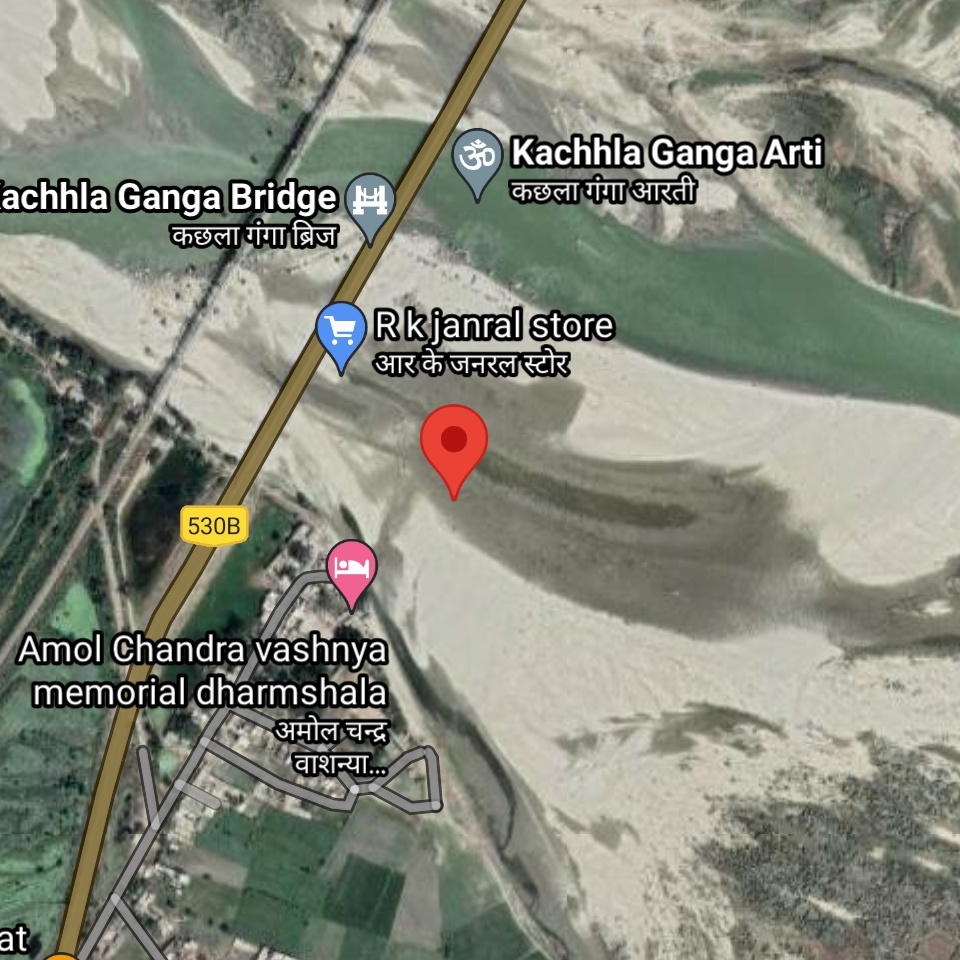 Kachhla Ganga Arti
कछला गंगा आरती
achhla Ganga Bridge
कछला गंगा ब्रिज
R k janral store
आर के जनरल स्टोर
530B
Amol Chandra vashnya
memorial dharmshala
अमोल चन्द्र
वाशन्या...
at